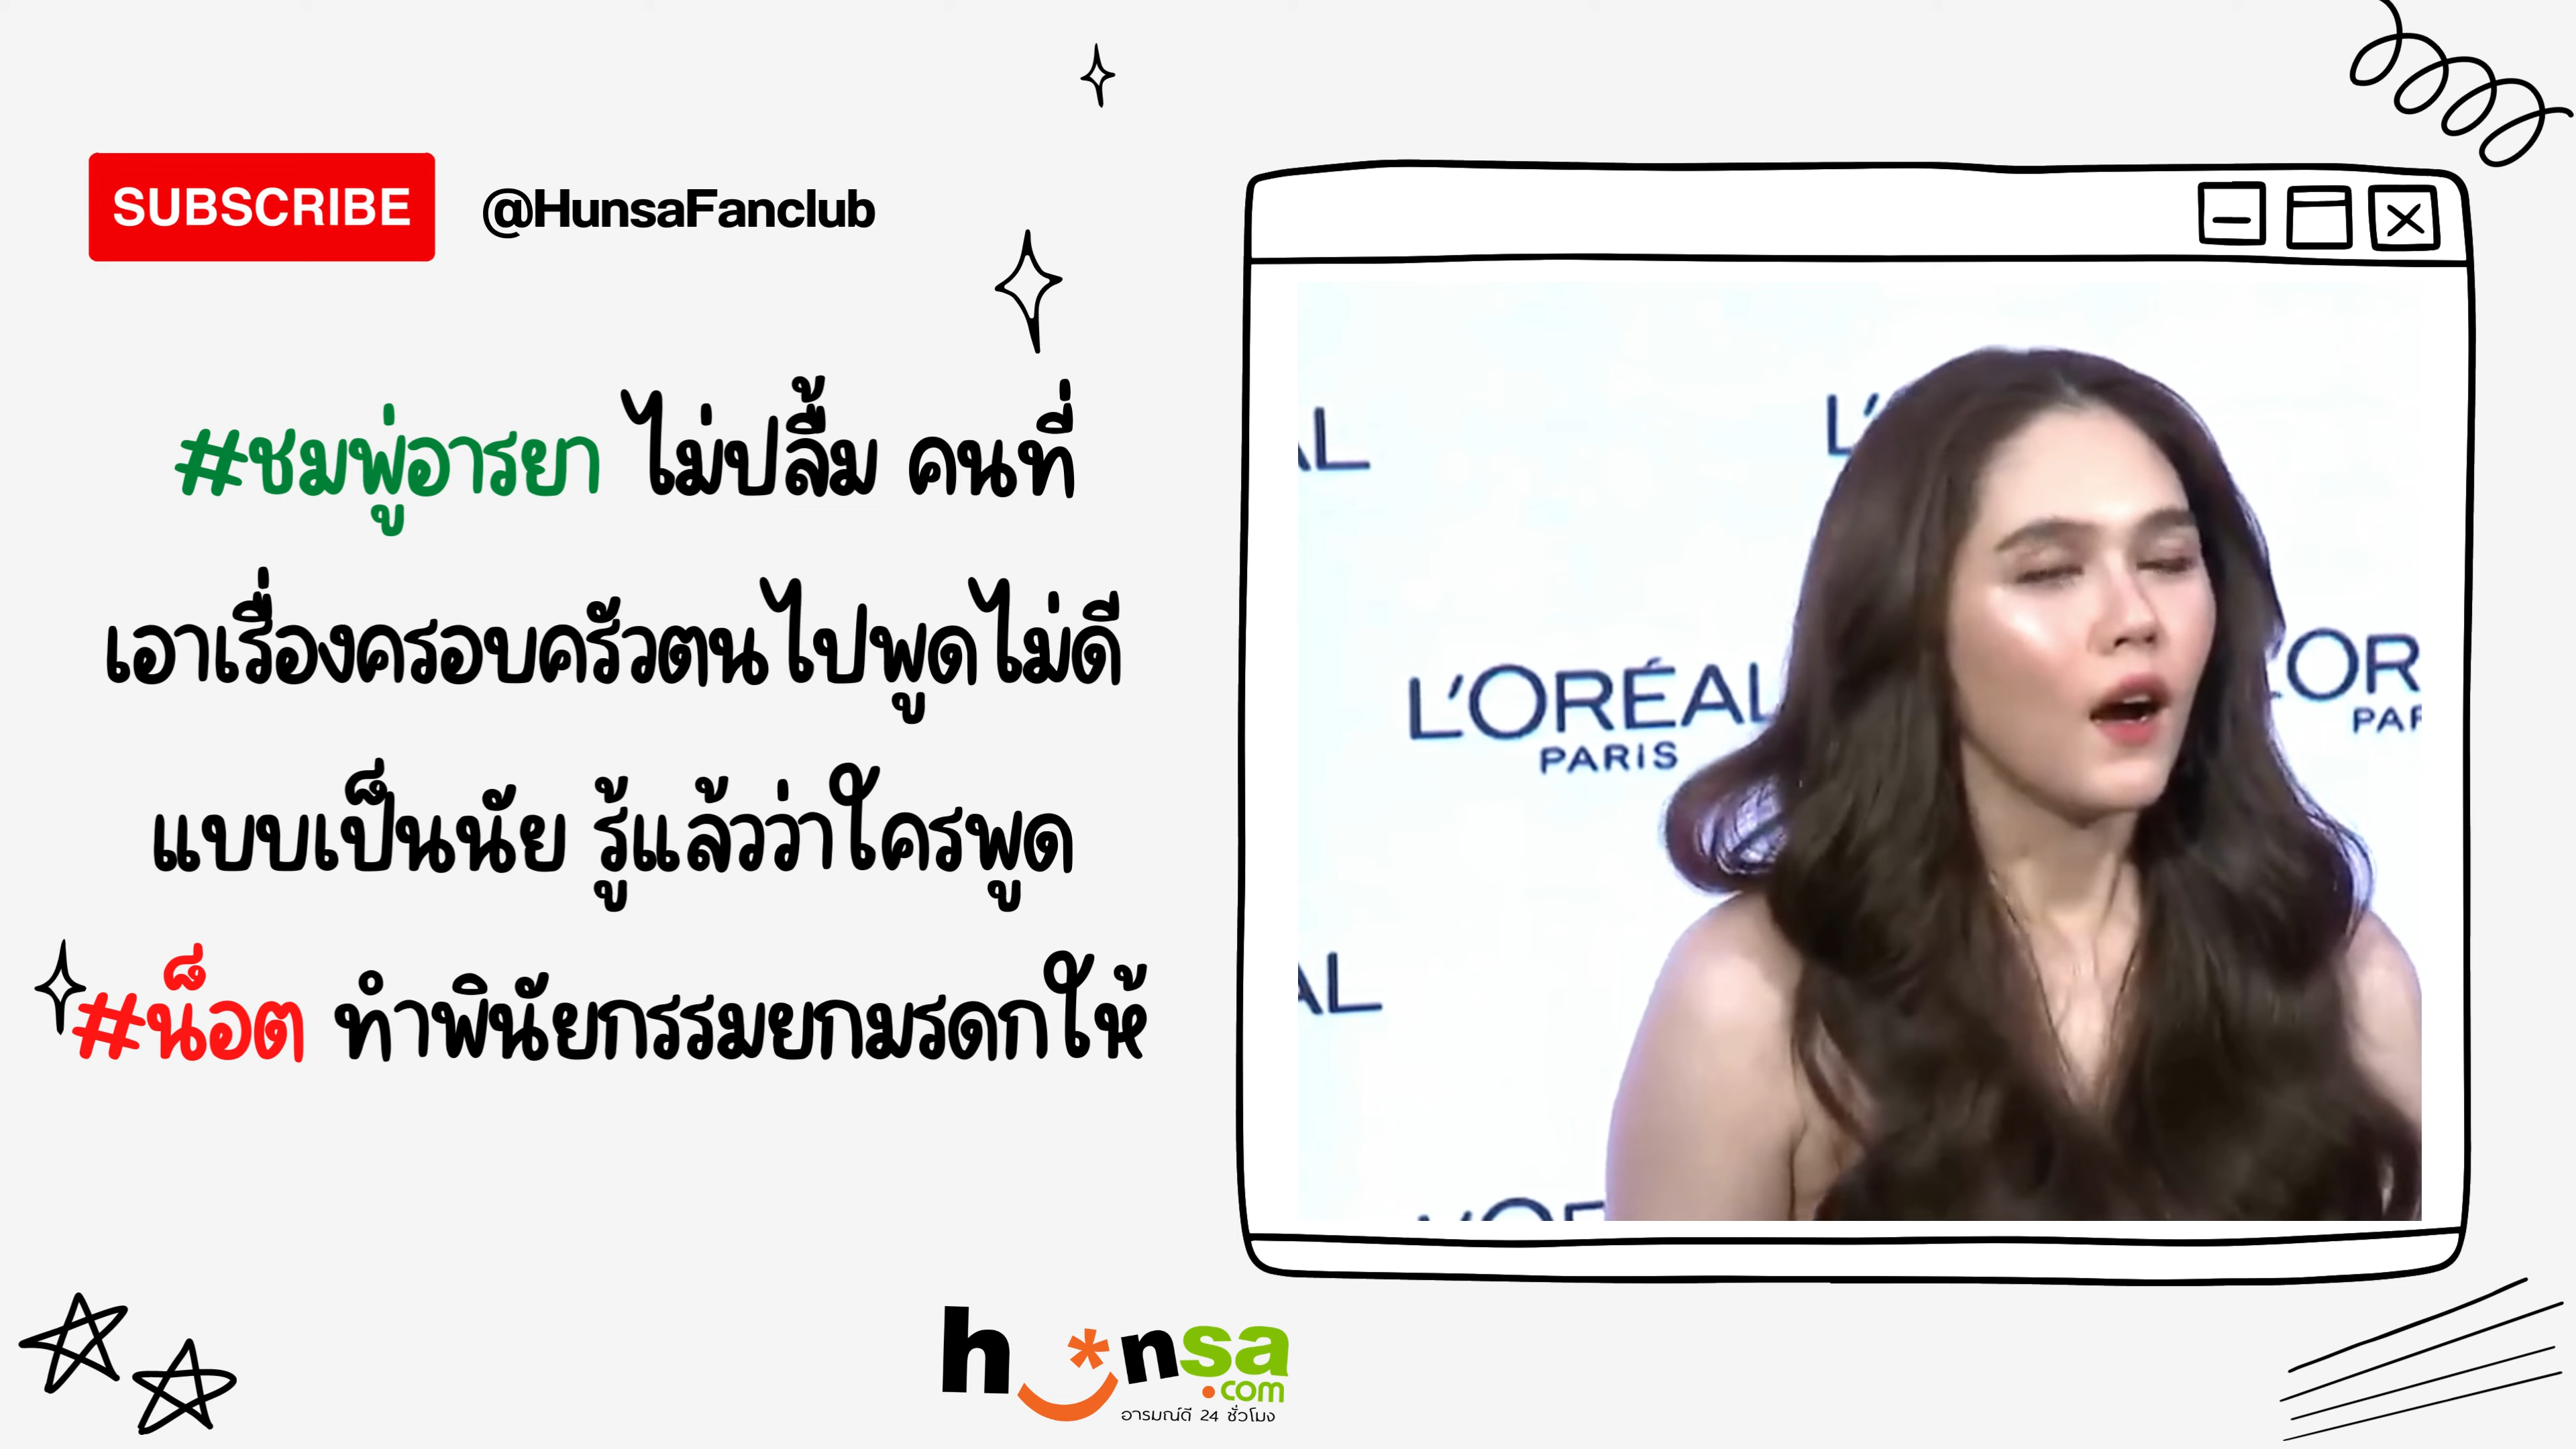 SUBSCRIBE @HunsaFanclub
#ชมพู่อารยา ไม่ปลื้ม คนที่
เอาเรื่องครอบครัวตนไปพูดไม่ดี
แบบเป็นนัย รู้แล้วว่าใครพูด
#น็อต ทำพินัยกรรมยกมรดกให้
AL
L'
L'ORÉAL
PARIS
L'OR
PAR
AL
L'OR
hunsa
.com
อารมณ์ดี 24 ชั่วโมง